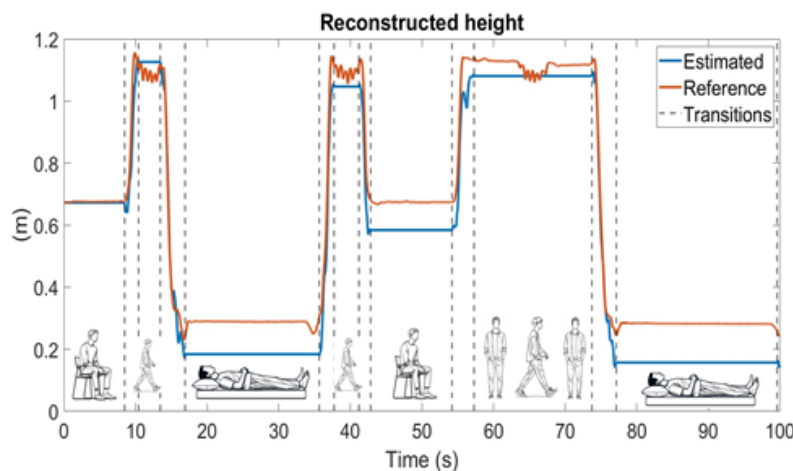 Reconstructed height
1.2
1
0.8
0.6
0.4
0.2
0
(m)
Estimated
Reference
Transitions
0 10 20 30 40 50 60 70 80 90 100
Time (s)